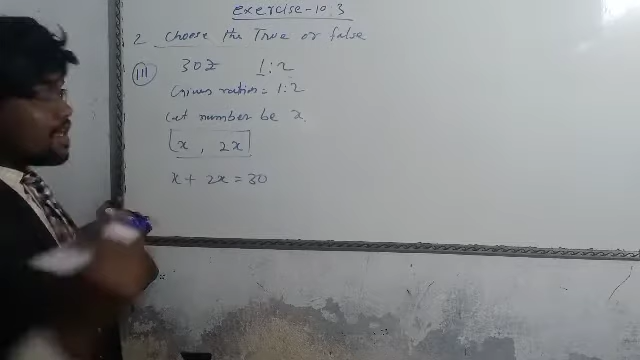 exercise-10.3
2. Choose the True or false
(iii) 30 1:2
Given ratios = 1:2
Let number be x.
x, 2x
x + 2x = 30